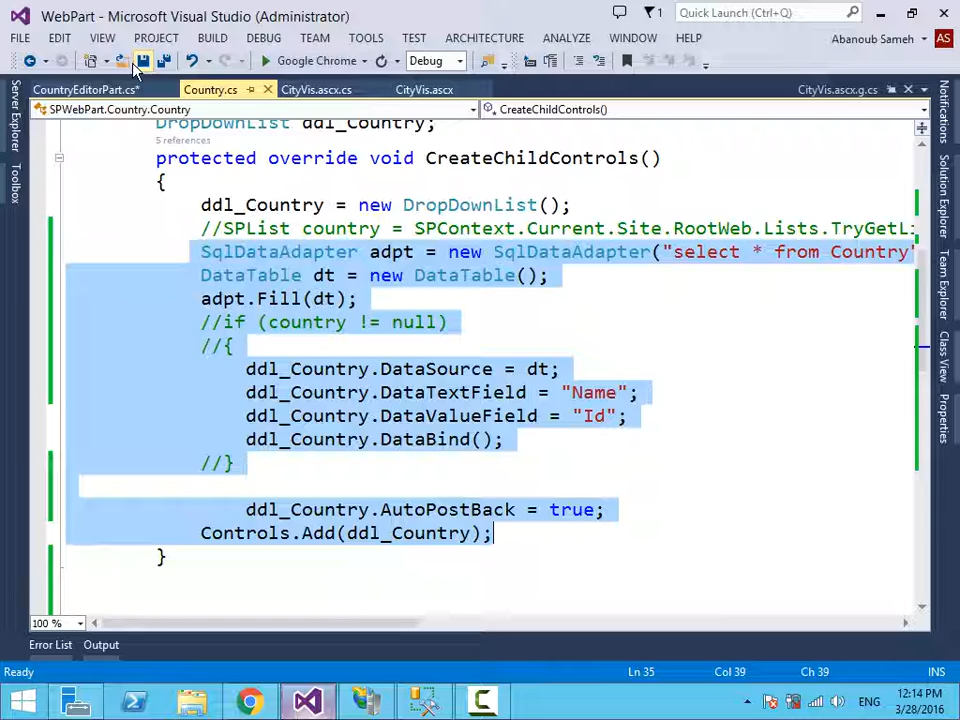 WebPart - Microsoft Visual Studio (Administrator)
1
Quick Launch (Ctrl+Q)
FILE EDIT VIEW PROJECT BUILD DEBUG TEAM TOOLS TEST ARCHITECTURE ANALYZE WINDOW HELP
Abanoub Sameh AS
Google Chrome Debug
CountryEditorPart.cs* Country.cs CityVis.ascx.cs CityVis.ascx CityVis.ascx.g.cs
SPWebPart.Country.Country CreateChildControls()
DropDownList ddl_Country;
5 references
protected override void CreateChildControls()
{
ddl_Country = new DropDownList();
//SPList country = SPContext.Current.Site.RootWeb.Lists.TryGetLi
SqlDataAdapter adpt = new SqlDataAdapter("select * from Country"
DataTable dt = new DataTable();
adpt.Fill(dt);
//if (country != null)
//{
ddl_Country.DataSource = dt;
ddl_Country.DataTextField = "Name";
ddl_Country.DataValueField = "Id";
ddl_Country.DataBind();
//}
ddl_Country.AutoPostBack = true;
Controls.Add(ddl_Country);
}
100 %
Server Explorer
Toolbox
Notifications
Solution Explorer
Team Explorer
Class View
Properties
Error List Output
Ready Ln 35 Col 39 Ch 39 INS
ENG
12:14 PM
3/28/2016